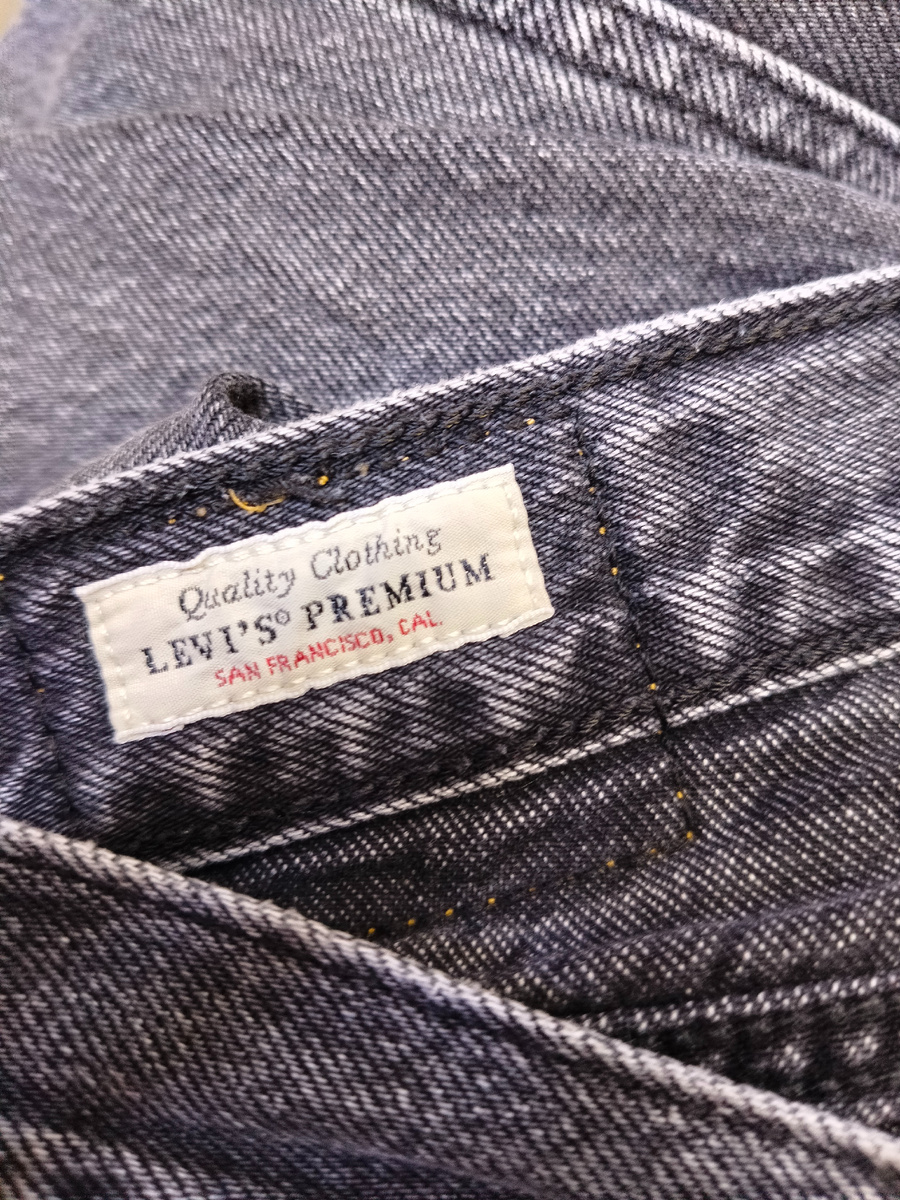 Quality Clothing
LEVI'S® PREMIUM
SAN FRANCISCO, CAL.